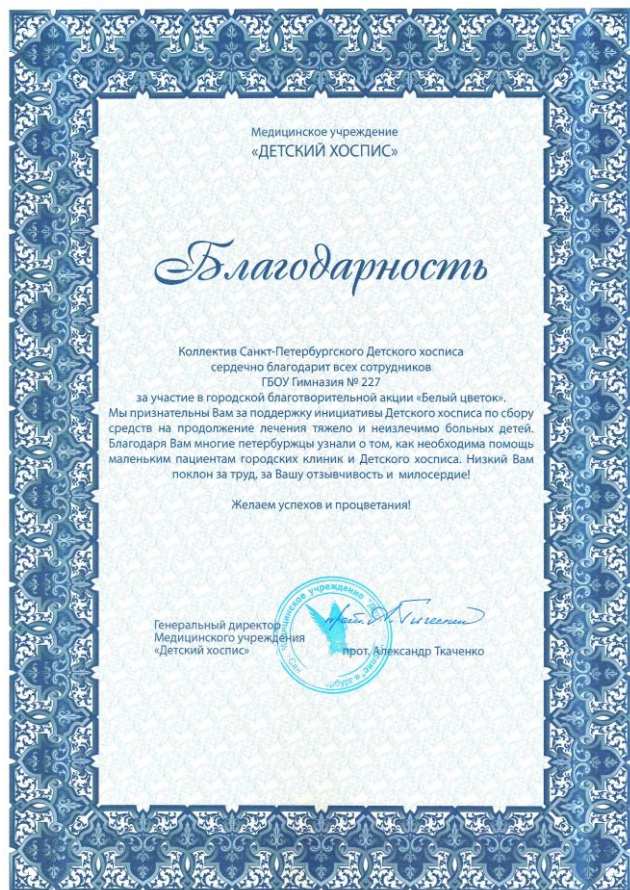 Медицинское учреждение
«ДЕТСКИЙ ХОСПИС»
Благодарность
Коллектив Санкт-Петербургского Детского хосписа
сердечно благодарит всех сотрудников
ГБОУ Гимназия № 227
за участие в городской благотворительной акции «Белый цветок».
Мы признательны Вам за поддержку инициативы Детского хосписа по сбору
средств на продолжение лечения тяжело и неизлечимо больных детей.
Благодаря Вам многие петербуржцы узнали о том, как необходима помощь
маленьким пациентам городских клиник и Детского хосписа. Низкий Вам
поклон за труд, за Вашу отзывчивость и милосердие!
Желаем успехов и процветания!
Генеральный директор
Медицинского учреждения
«Детский хоспис»
прот. Александр Ткаченко